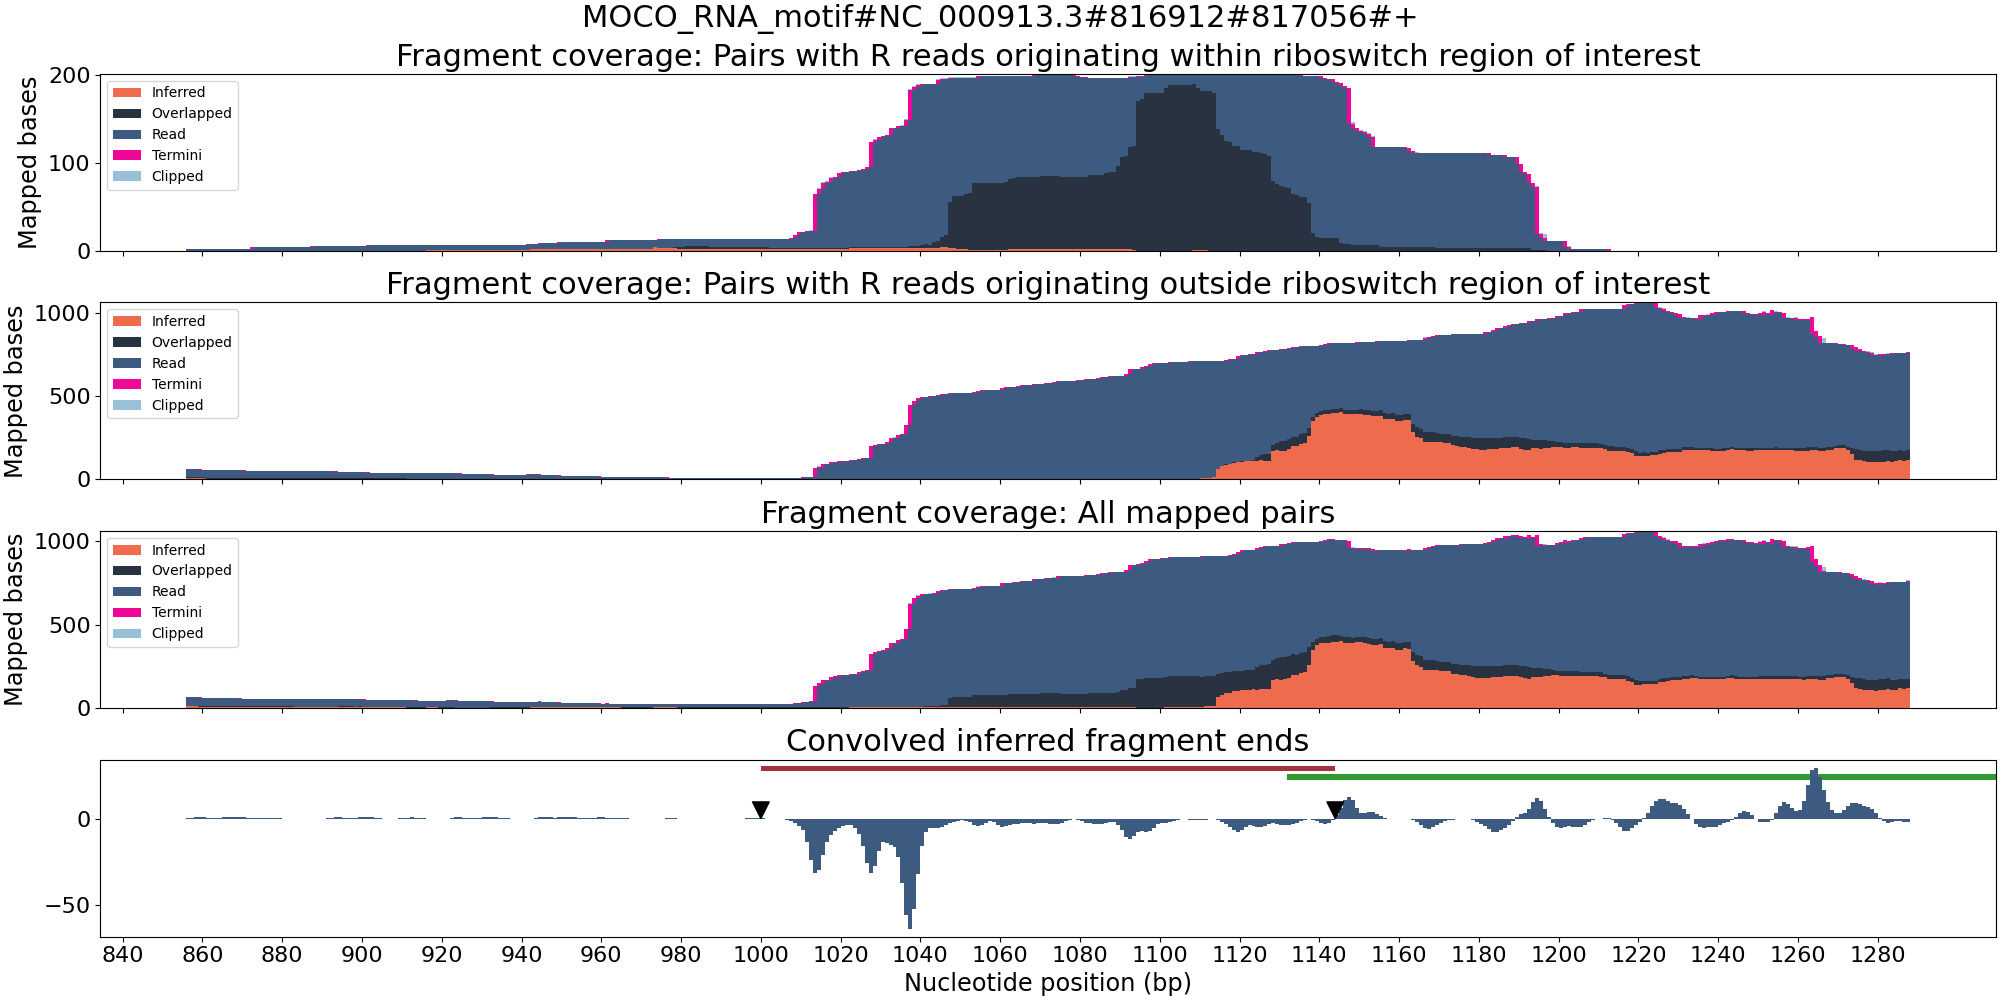 MOCO_RNA_motif#NC_000913.3#816912#817056#+
Fragment coverage: Pairs with R reads originating within riboswitch region of interest
Mapped bases
200
100
0
Inferred
Overlapped
Read
Termini
Clipped
Fragment coverage: Pairs with R reads originating outside riboswitch region of interest
Mapped bases
1000
500
0
Inferred
Overlapped
Read
Termini
Clipped
Fragment coverage: All mapped pairs
Mapped bases
1000
500
0
Inferred
Overlapped
Read
Termini
Clipped
Convolved inferred fragment ends
0
−50
840 860 880 900 920 940 960 980 1000 1020 1040 1060 1080 1100 1120 1140 1160 1180 1200 1220 1240 1260 1280
Nucleotide position (bp)